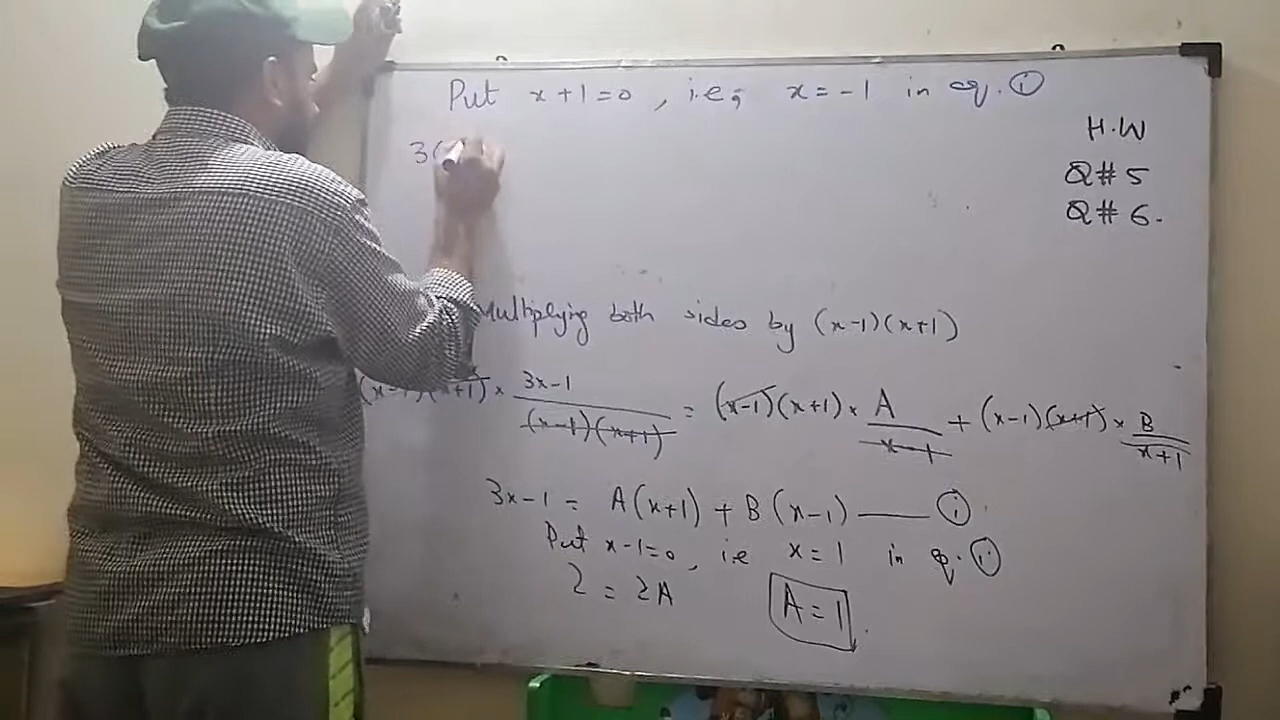 Put x+1=0 , i.e; x=-1 in eq. (i)
3(
H.W
Q# 5
Q# 6.
Multiplying both sides by (x-1)(x+1)
(x-1)(x+1) × 3x-1/(x-1)(x+1) = (x-1)(x+1) × A/x-1 + (x-1)(x+1) × B/x+1
3x-1 = A(x+1) + B(x-1) — (i)
Put x-1=0, i.e x=1 in eq. (i)
2 = 2A A=1.